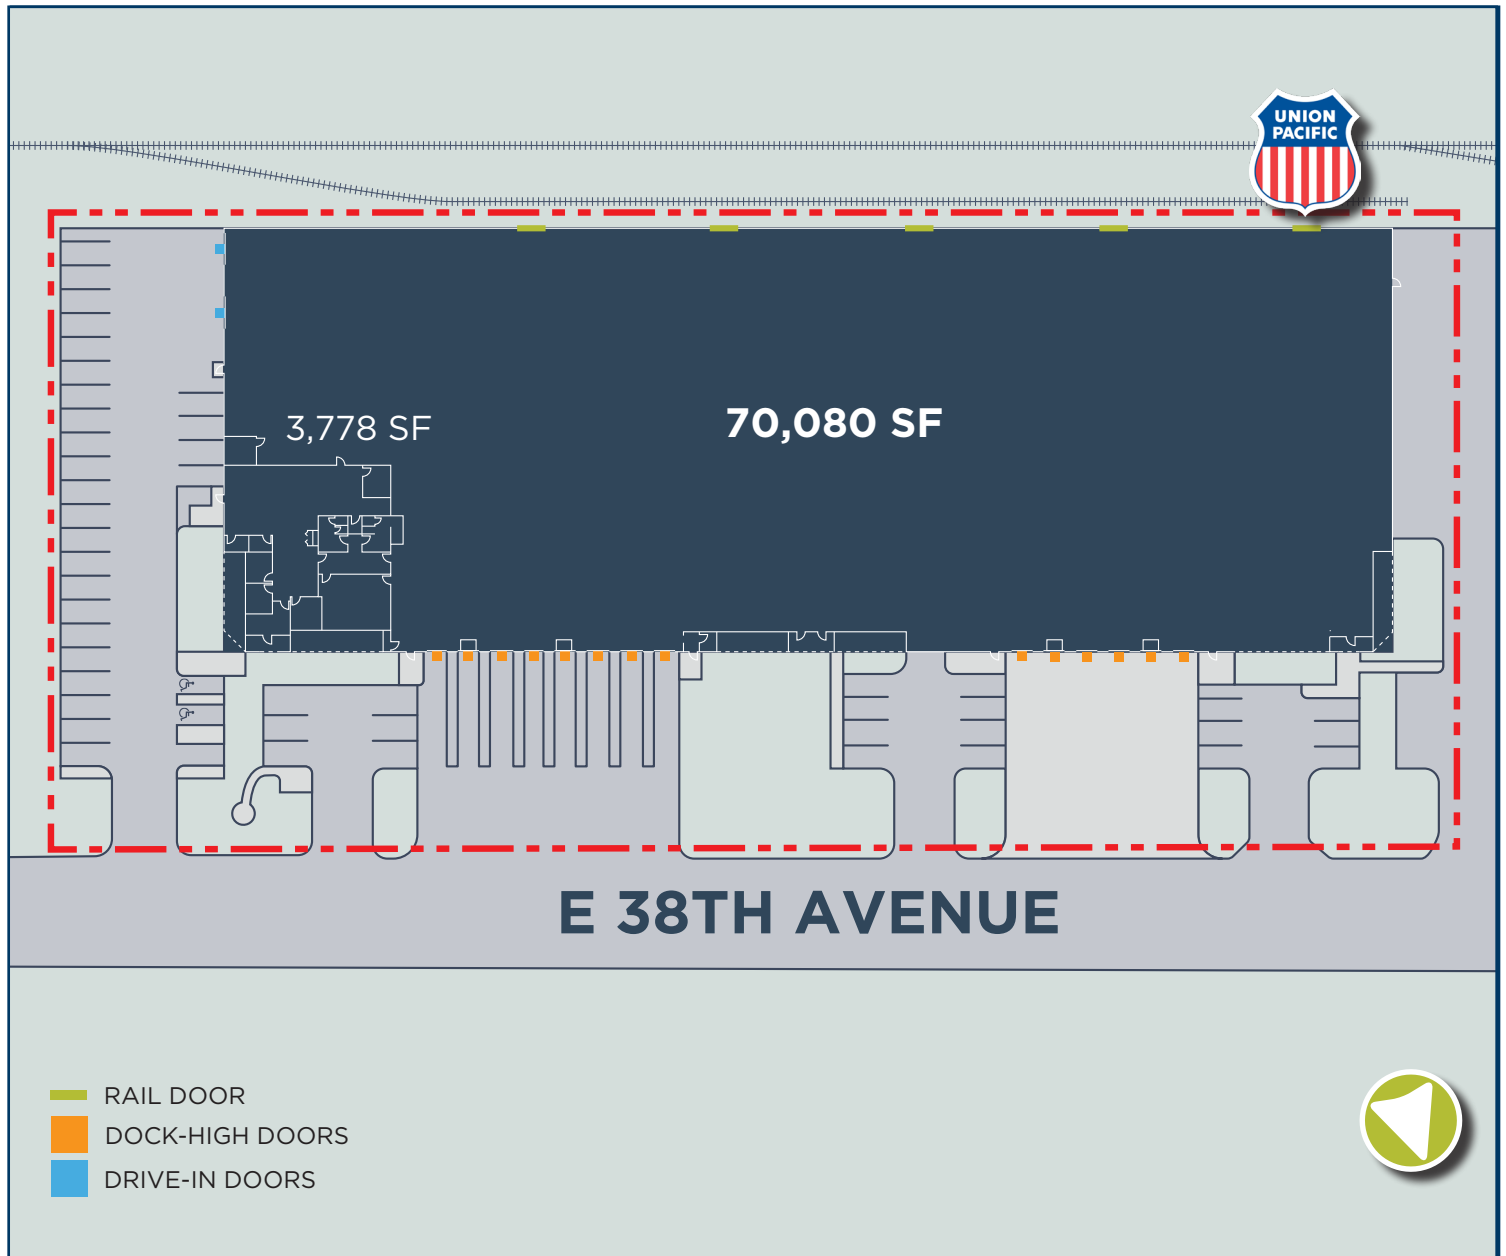 UNION
PACIFIC
3,778 SF
70,080 SF
E 38TH AVENUE
RAIL DOOR
DOCK-HIGH DOORS
DRIVE-IN DOORS